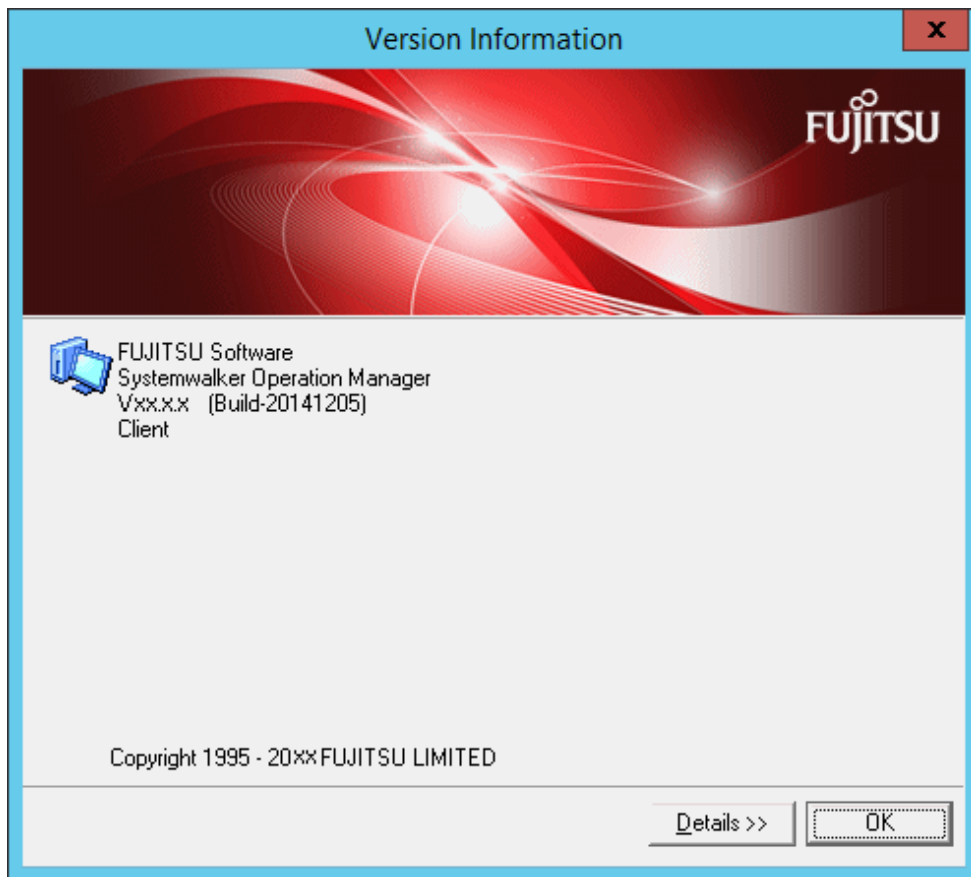 Version Information
x
FUJITSU
FUJITSU Software
Systemwalker Operation Manager
Vxx.x.x (Build-20141205)
Client
Copyright 1995 - 20xx FUJITSU LIMITED
Details >>
OK